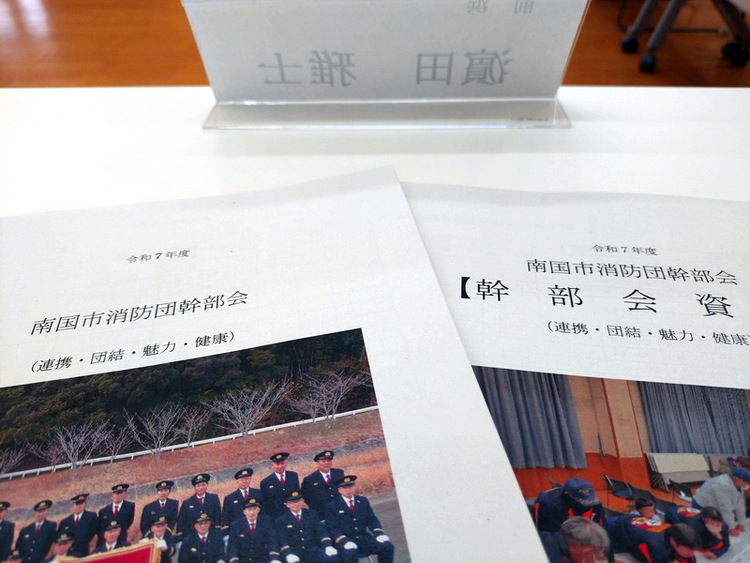 前浜
濵田 雅士
令和7年度
南国市消防団幹部会
(連携・団結・魅力・健康)
令和7年度
南国市消防団幹部会
【幹部会資
(連携・団結・魅力・健康